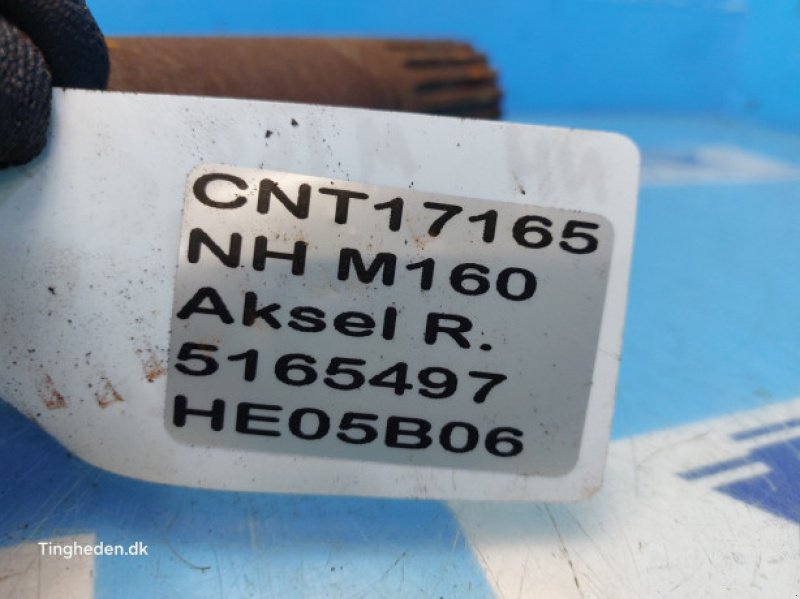 CNT17165
NH M160
Aksel R.
5165497
HE05B06
Tingheden.dk